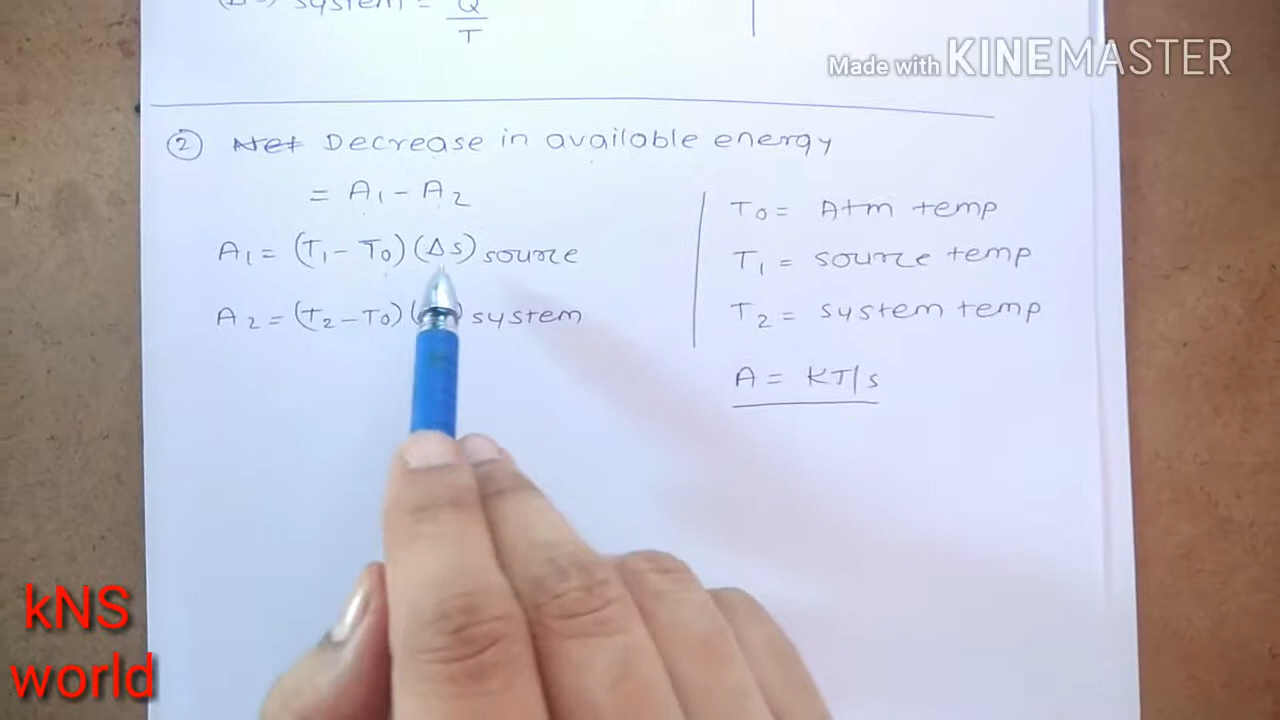 system = Q
T
Made with KINEMASTER
② Net Decrease in available energy
= A₁ - A₂
A₁ = (T₁ - T₀)(Δs) source
A₂ = (T₂ - T₀)( ) system
T₀ = Atm temp
T₁ = source temp
T₂ = system temp
A = KJ/s
kNS
world